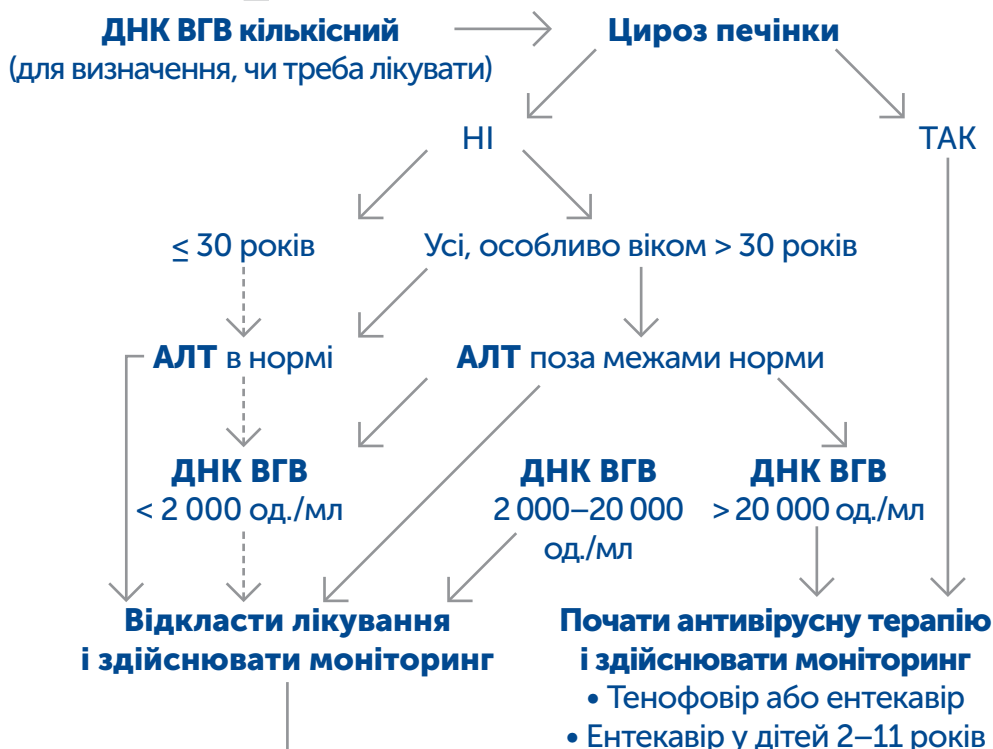 ДНК ВГВ кількісний
(для визначення, чи треба лікувати)
Цироз печінки
НІ
ТАК
≤ 30 років
Усі, особливо віком > 30 років
АЛТ в нормі
АЛТ поза межами норми
ДНК ВГВ
< 2 000 од./мл
ДНК ВГВ
2 000–20 000
од./мл
ДНК ВГВ
> 20 000 од./мл
Відкласти лікування
і здійснювати моніторинг
Почати антивірусну терапію
і здійснювати моніторинг
• Тенофовір або ентекавір
• Ентекавір у дітей 2–11 років